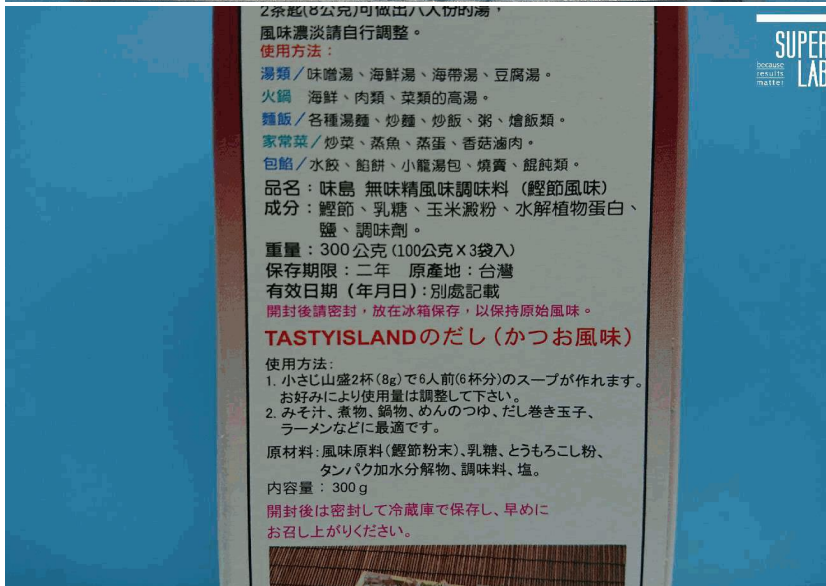 2茶匙(8公克)可做出六人份的湯，
風味濃淡請自行調整。
使用方法：
湯類／味噌湯、海鮮湯、海帶湯、豆腐湯。
火鍋 海鮮、肉類、菜類的高湯。
麵飯／各種湯麵、炒麵、炒飯、粥、燴飯類。
家常菜／炒菜、蒸魚、蒸蛋、香菇滷肉。
包餡／水餃、餡餅、小籠湯包、燒賣、餛飩類。
品名：味島 無味精風味調味料（鰹節風味）
成分：鰹節、乳糖、玉米澱粉、水解植物蛋白、
鹽、調味劑。
重量：300公克(100公克X3袋入)
保存期限：二年 原產地：台灣
有效日期（年月日）：別處記載
開封後請密封，放在冰箱保存，以保持原始風味。
TASTYISLANDのだし（かつお風味）
使用方法：
1. 小さじ山盛2杯(8g)で6人前(6杯分)のスープが作れます。
お好みにより使用量は調整して下さい。
2. みそ汁、煮物、鍋物、めんのつゆ、だし巻き玉子、
ラーメンなどに最適です。
原材料：風味原料(鰹節粉末)、乳糖、とうもろこし粉、
タンパク加水分解物、調味料、塩。
内容量： 300g
開封後は密封して冷蔵庫で保存し、早めに
お召し上がりください。
SUPER
LAB
because
results
matter